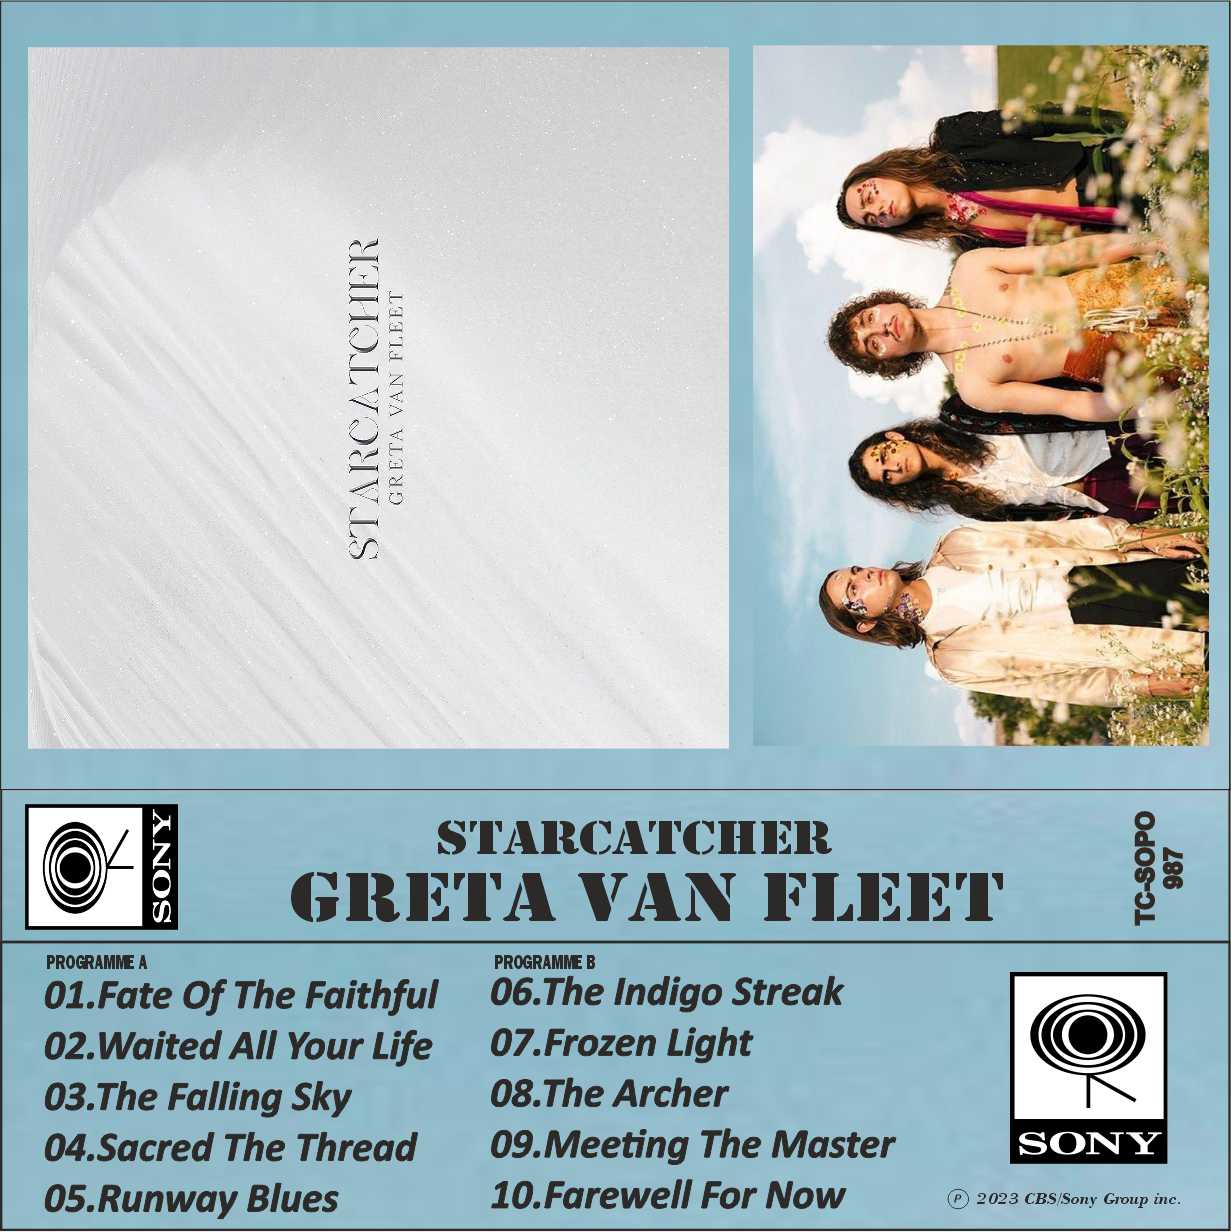 STARCATCHER
GRETA VAN FLEET
SONY
STARCATCHER
GRETA VAN FLEET
TC-SOPO
987
PROGRAMME A
01.Fate Of The Faithful
02.Waited All Your Life
03.The Falling Sky
04.Sacred The Thread
05.Runway Blues
PROGRAMME B
06.The Indigo Streak
07.Frozen Light
08.The Archer
09.Meeting The Master
10.Farewell For Now
SONY
℗ 2023 CBS/Sony Group inc.